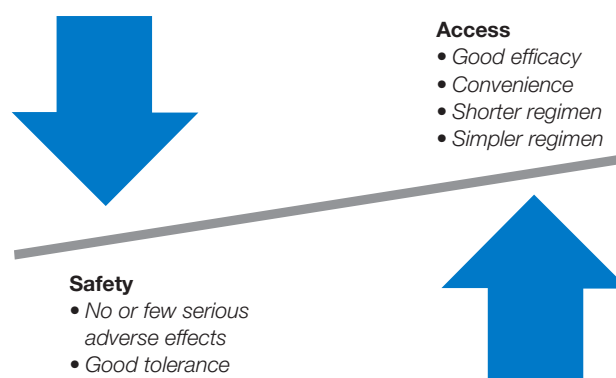 Access
• Good efficacy
• Convenience
• Shorter regimen
• Simpler regimen
Safety
• No or few serious
adverse effects
• Good tolerance